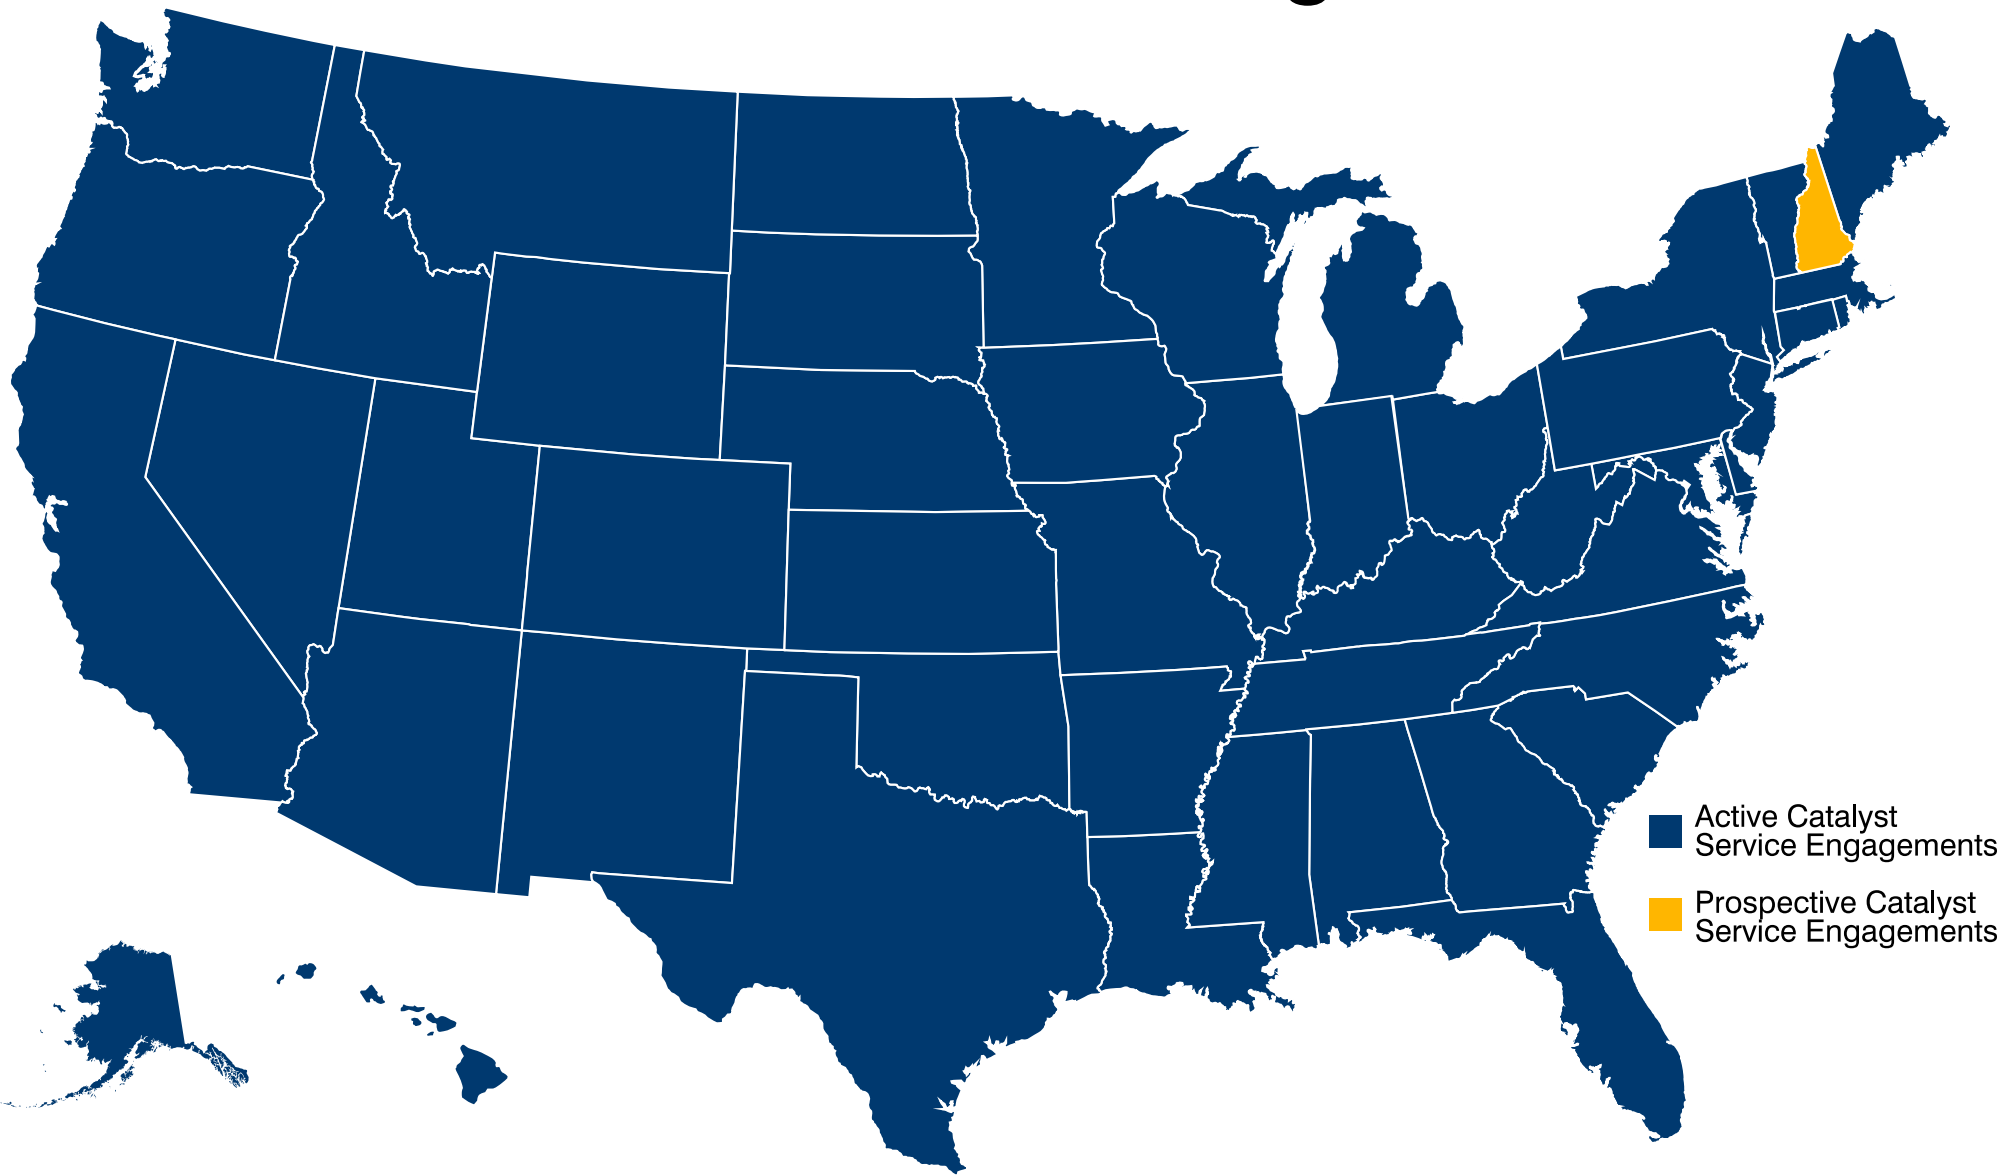 Active Catalyst
Service Engagements
Prospective Catalyst
Service Engagements